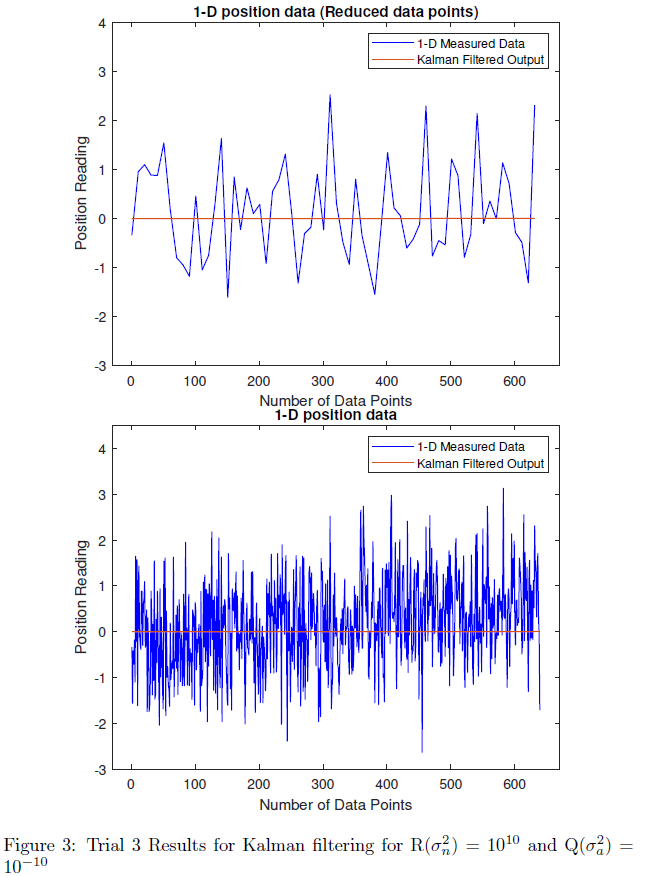 1-D position data (Reduced data points)
4
3
2
1
0
-1
-2
-3
Position Reading
1-D Measured Data
Kalman Filtered Output
0 100 200 300 400 500 600
Number of Data Points
1-D position data
4
3
2
1
0
-1
-2
-3
Position Reading
1-D Measured Data
Kalman Filtered Output
0 100 200 300 400 500 600
Number of Data Points
Figure 3: Trial 3 Results for Kalman filtering for R(σ²ₙ) = 10¹⁰ and Q(σ²ₐ) =
10⁻¹⁰